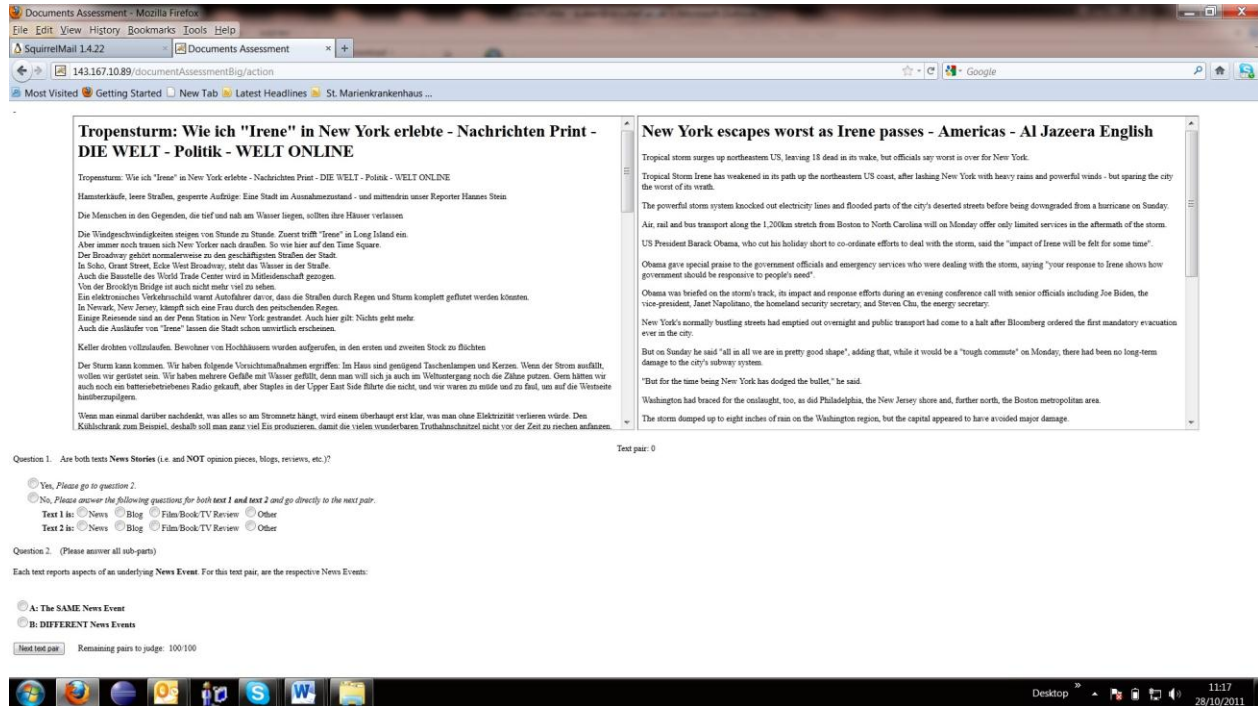 Documents Assessment - Mozilla Firefox
File Edit View History Bookmarks Tools Help
SquirrelMail 1.4.22
Documents Assessment
143.167.10.89/documentAssessmentBig/action
Google
Most Visited Getting Started New Tab Latest Headlines St. Marienkrankenhaus ...
Tropensturm: Wie ich "Irene" in New York erlebte - Nachrichten Print -
DIE WELT - Politik - WELT ONLINE
Tropensturm: Wie ich "Irene" in New York erlebte - Nachrichten Print - DIE WELT - Politik - WELT ONLINE
Hamsterkäufe, leere Straßen, gesperrte Aufzüge: Eine Stadt im Ausnahmezustand - und mittendrin unser Reporter Hannes Stein
Die Menschen in den Gegenden, die tief und nah am Wasser liegen, sollten ihre Häuser verlassen
Die Windgeschwindigkeiten steigen von Stunde zu Stunde. Zuerst trifft "Irene" in Long Island ein.
Aber immer noch trauen sich New Yorker nach draußen. So wie hier auf den Time Square.
Der Broadway gehört normalerweise zu den geschäftigsten Straßen der Stadt.
In Soho, Grant Street, Ecke West Broadway, steht das Wasser in der Straße.
Auch die Baustelle des World Trade Center wird in Mitleidenschaft gezogen.
Von der Brooklyn Bridge ist auch nicht mehr viel zu sehen.
Ein elektronisches Verkehrsschild warnt Autofahrer davor, dass die Straßen durch Regen und Sturm komplett geflutet werden könnten.
In Newark, New Jersey, kämpft sich eine Frau durch den peitschenden Regen.
Einige Reisende sind an der Penn Station in New York gestrandet. Auch hier gilt: Nichts geht mehr.
Auch die Ausläufer von "Irene" lassen die Stadt schon unwirtlich erscheinen.
Keller drohten vollzulaufen. Bewohner von Hochhäusern wurden aufgerufen, in den ersten und zweiten Stock zu flüchten
Der Sturm kann kommen. Wir haben folgende Vorsichtsmaßnahmen ergriffen: Im Haus sind genügend Taschenlampen und Kerzen. Wenn der Strom ausfällt,
wollen wir gerüstet sein. Wir haben mehrere Gefäße mit Wasser gefüllt, denn man will sich ja auch im Weltuntergang noch die Zähne putzen. Gern hätten wir
auch noch ein batteriebetriebenes Radio gekauft, aber Staples in der Upper East Side führte die nicht, und wir waren zu müde und zu faul, um auf die Westseite
hinüberzupilgern.
Wenn man einmal darüber nachdenkt, was alles so am Stromnetz hängt, wird einem überhaupt erst klar, was man ohne Elektrizität verlieren würde. Den
Kühlschrank zum Beispiel, deshalb soll man ganz viel Eis produzieren, damit die vielen wunderbaren Truthahnschnitzel nicht vor der Zeit zu riechen anfangen.
New York escapes worst as Irene passes - Americas - Al Jazeera English
Tropical storm surges up northeastern US, leaving 18 dead in its wake, but officials say worst is over for New York.
Tropical Storm Irene has weakened in its path up the northeastern US coast, after lashing New York with heavy rains and powerful winds - but sparing the city
the worst of its wrath.
The powerful storm system knocked out electricity lines and flooded parts of the city's deserted streets before being downgraded from a hurricane on Sunday.
Air, rail and bus transport along the 1,200km stretch from Boston to North Carolina will on Monday offer only limited services in the aftermath of the storm.
US President Barack Obama, who cut his holiday short to co-ordinate efforts to deal with the storm, said the "impact of Irene will be felt for some time".
Obama gave special praise to the government officials and emergency services who were dealing with the storm, saying "your response to Irene shows how
government should be responsive to people's need".
Obama was briefed on the storm's track, its impact and response efforts during an evening conference call with senior officials including Joe Biden, the
vice-president, Janet Napolitano, the homeland security secretary, and Steven Chu, the energy secretary.
New York's normally bustling streets had emptied out overnight and public transport had come to a halt after Bloomberg ordered the first mandatory evacuation
ever in the city.
But on Sunday he said "all in all we are in pretty good shape", adding that, while it would be a "tough commute" on Monday, there had been no long-term
damage to the city's subway system.
"But for the time being New York has dodged the bullet," he said.
Washington had braced for the onslaught, too, as did Philadelphia, the New Jersey shore and, further north, the Boston metropolitan area.
The storm dumped up to eight inches of rain on the Washington region, but the capital appeared to have avoided major damage.
Text pair: 0
Question 1. Are both texts News Stories (i.e. and NOT opinion pieces, blogs, reviews, etc.)?
Yes, Please go to question 2.
No, Please answer the following questions for both text 1 and text 2 and go directly to the next pair.
Text 1 is: News Blog Film/Book/TV Review Other
Text 2 is: News Blog Film/Book/TV Review Other
Question 2. (Please answer all sub-parts)
Each text reports aspects of an underlying News Event. For this text pair, are the respective News Events:
A: The SAME News Event
B: DIFFERENT News Events
Next text pair Remaining pairs to judge: 100/100
Desktop
11:17
28/10/2011